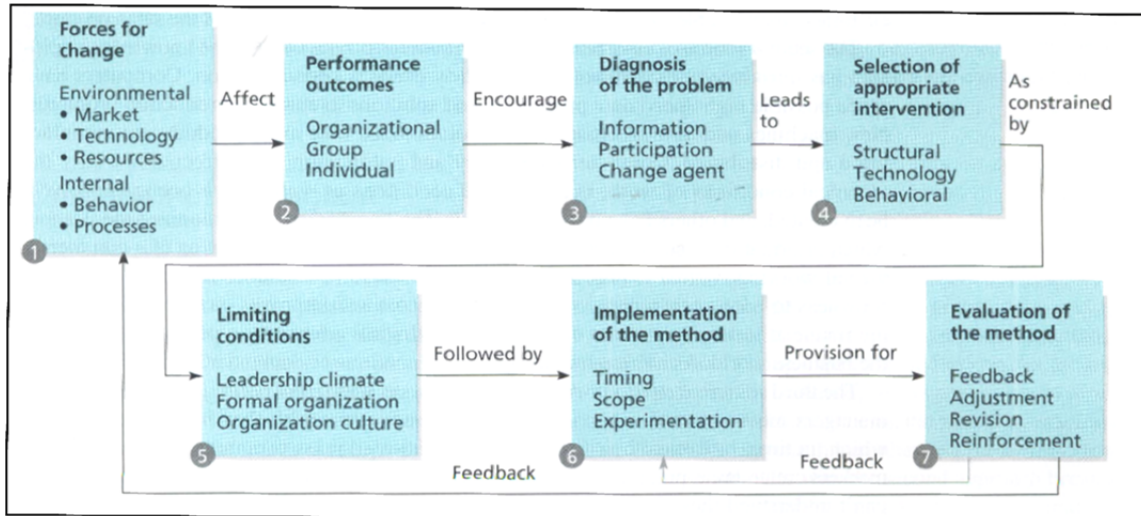 Forces for
change
Environmental
• Market
• Technology
• Resources
Internal
• Behavior
• Processes
1
Affect
Performance
outcomes
Organizational
Group
Individual
2
Encourage
Diagnosis
of the problem
Information
Participation
Change agent
3
Leads
to
Selection of
appropriate
intervention
Structural
Technology
Behavioral
4
As
constrained
by
Limiting
conditions
Leadership climate
Formal organization
Organization culture
5
Followed by
Implementation
of the method
Timing
Scope
Experimentation
6
Provision for
Evaluation of
the method
Feedback
Adjustment
Revision
Reinforcement
7
Feedback
Feedback